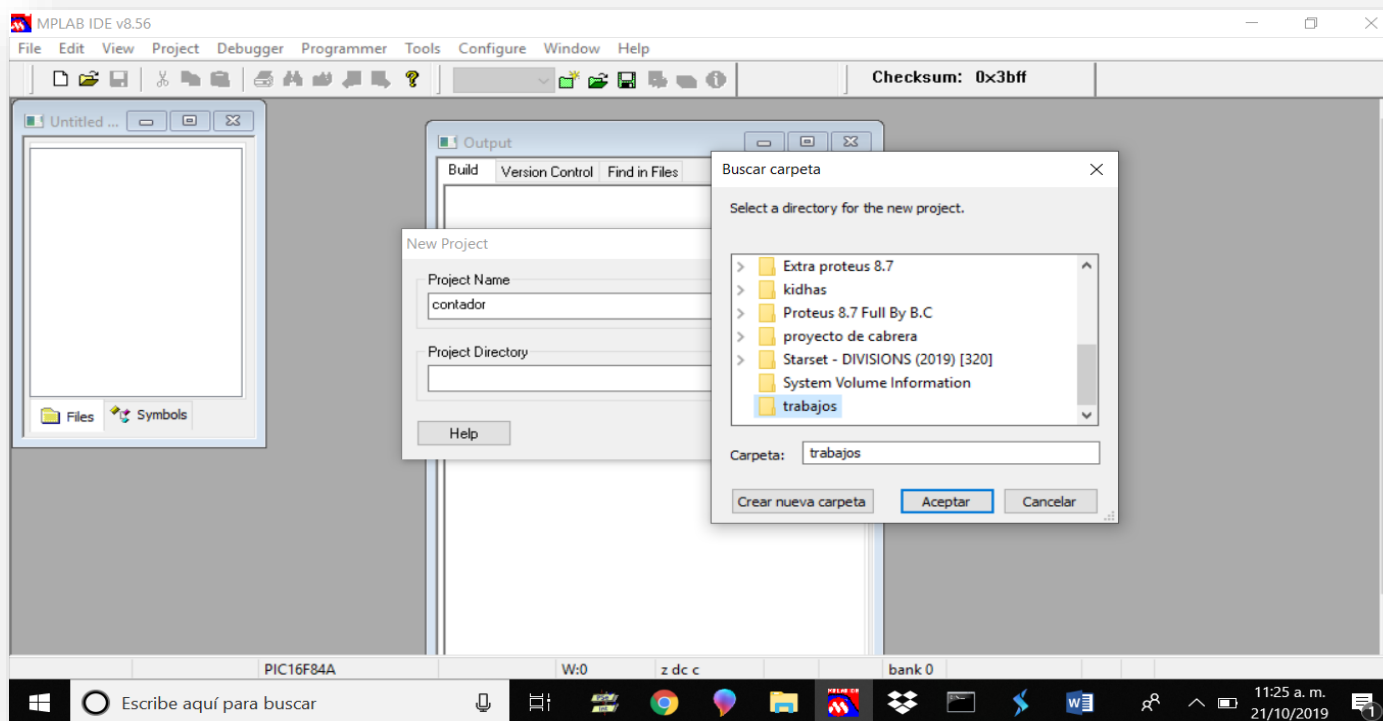 MPLAB IDE v8.56
File Edit View Project Debugger Programmer Tools Configure Window Help
Checksum: 0x3bff
Untitled ...
Files
Symbols
Output
Build Version Control Find in Files
New Project
Project Name
contador
Project Directory
Help
Buscar carpeta
Select a directory for the new project.
Extra proteus 8.7
kidhas
Proteus 8.7 Full By B.C
proyecto de cabrera
Starset - DIVISIONS (2019) [320]
System Volume Information
trabajos
Carpeta: trabajos
Crear nueva carpeta Aceptar Cancelar
PIC16F84A W:0 z dc c bank 0
Escribe aquí para buscar
11:25 a. m.
21/10/2019
1